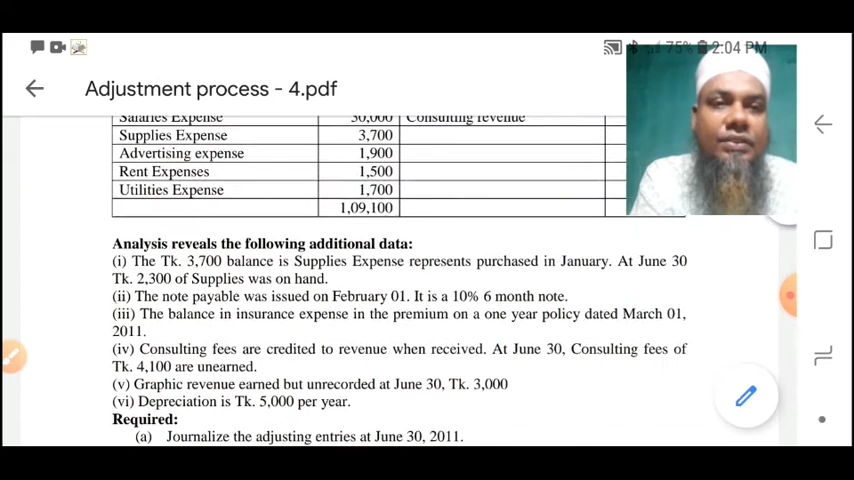 75% 2:04 PM
Adjustment process - 4.pdf
Salaries Expense 30,000 Consulting revenue
Supplies Expense 3,700
Advertising expense 1,900
Rent Expenses 1,500
Utilities Expense 1,700
1,09,100
Analysis reveals the following additional data:
(i) The Tk. 3,700 balance is Supplies Expense represents purchased in January. At June 30
Tk. 2,300 of Supplies was on hand.
(ii) The note payable was issued on February 01. It is a 10% 6 month note.
(iii) The balance in insurance expense in the premium on a one year policy dated March 01,
2011.
(iv) Consulting fees are credited to revenue when received. At June 30, Consulting fees of
Tk. 4,100 are unearned.
(v) Graphic revenue earned but unrecorded at June 30, Tk. 3,000
(vi) Depreciation is Tk. 5,000 per year.
Required:
(a) Journalize the adjusting entries at June 30, 2011.